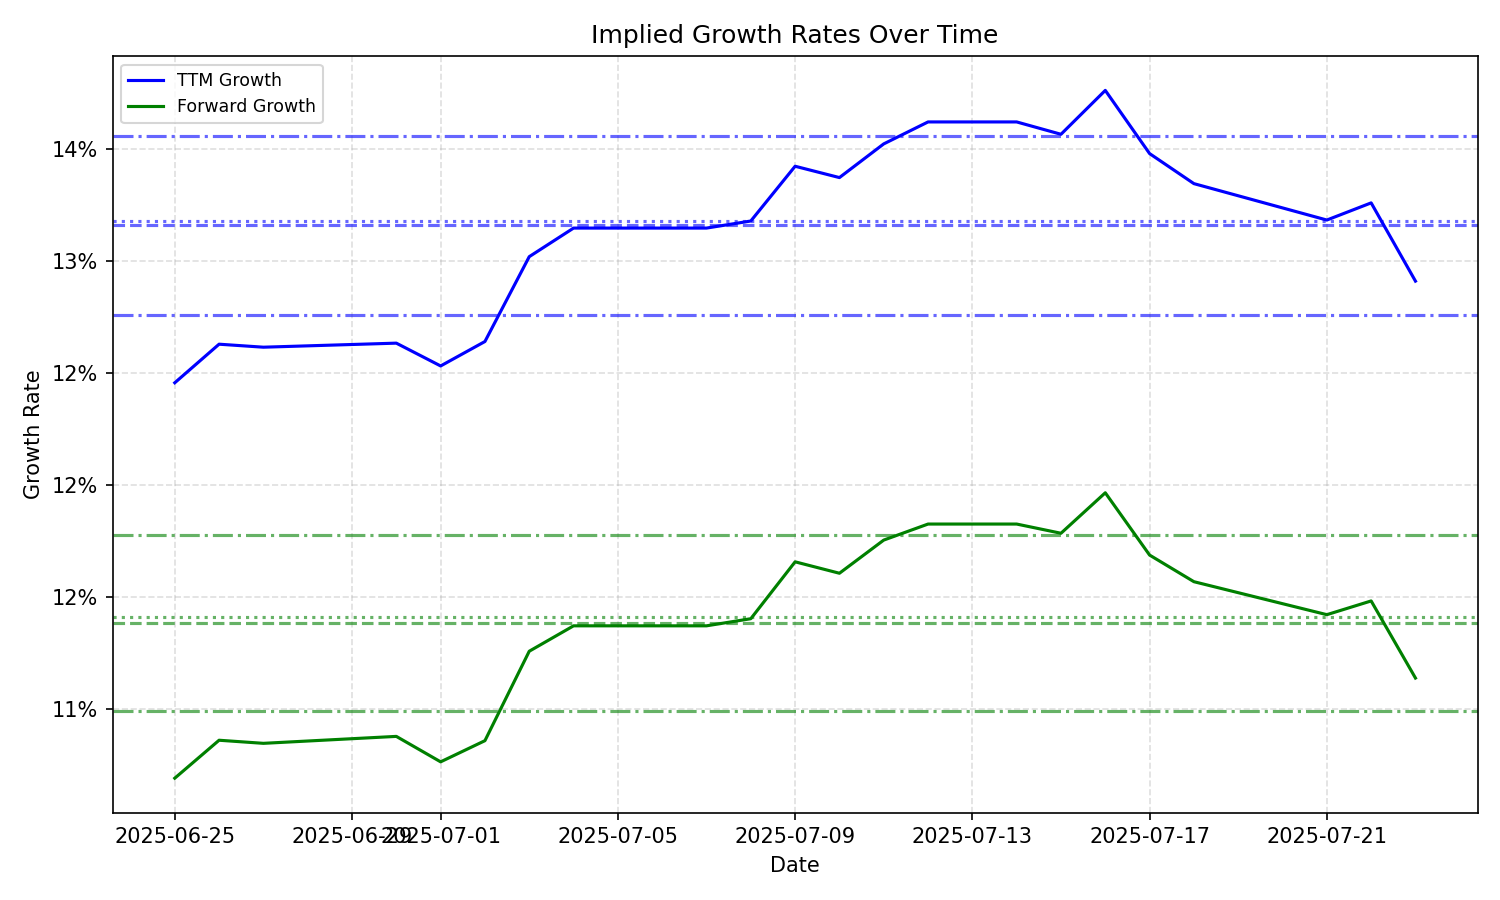 Implied Growth Rates Over Time
TTM Growth
Forward Growth
14%
13%
12%
12%
12%
11%
Growth Rate
2025-06-25
2025-06-29
2025-07-01
2025-07-05
2025-07-09
2025-07-13
2025-07-17
2025-07-21
Date